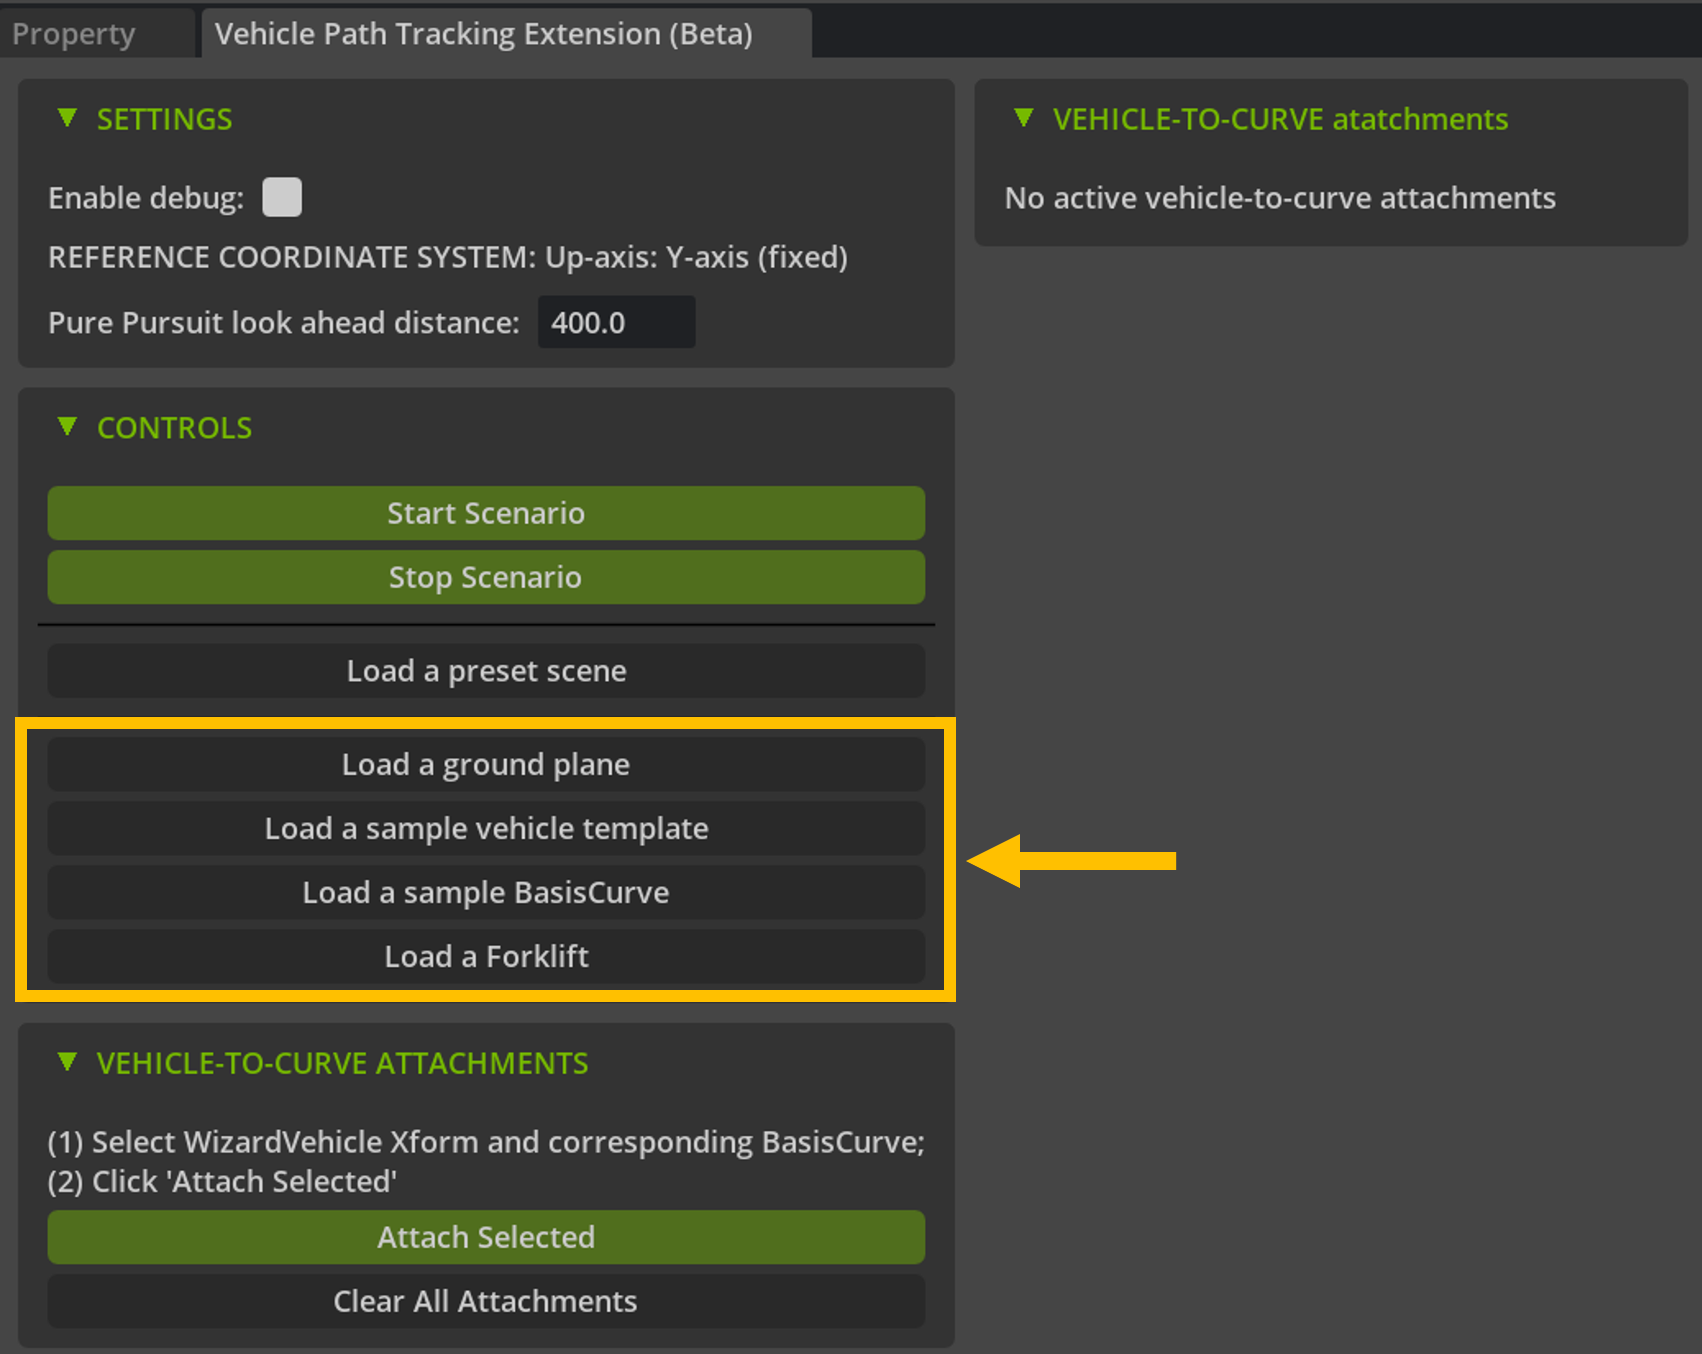 Property
Vehicle Path Tracking Extension (Beta)
SETTINGS
Enable debug:
REFERENCE COORDINATE SYSTEM: Up-axis: Y-axis (fixed)
Pure Pursuit look ahead distance: 400.0
CONTROLS
Start Scenario
Stop Scenario
Load a preset scene
Load a ground plane
Load a sample vehicle template
Load a sample BasisCurve
Load a Forklift
VEHICLE-TO-CURVE ATTACHMENTS
(1) Select WizardVehicle Xform and corresponding BasisCurve;
(2) Click 'Attach Selected'
Attach Selected
Clear All Attachments
VEHICLE-TO-CURVE atatchments
No active vehicle-to-curve attachments